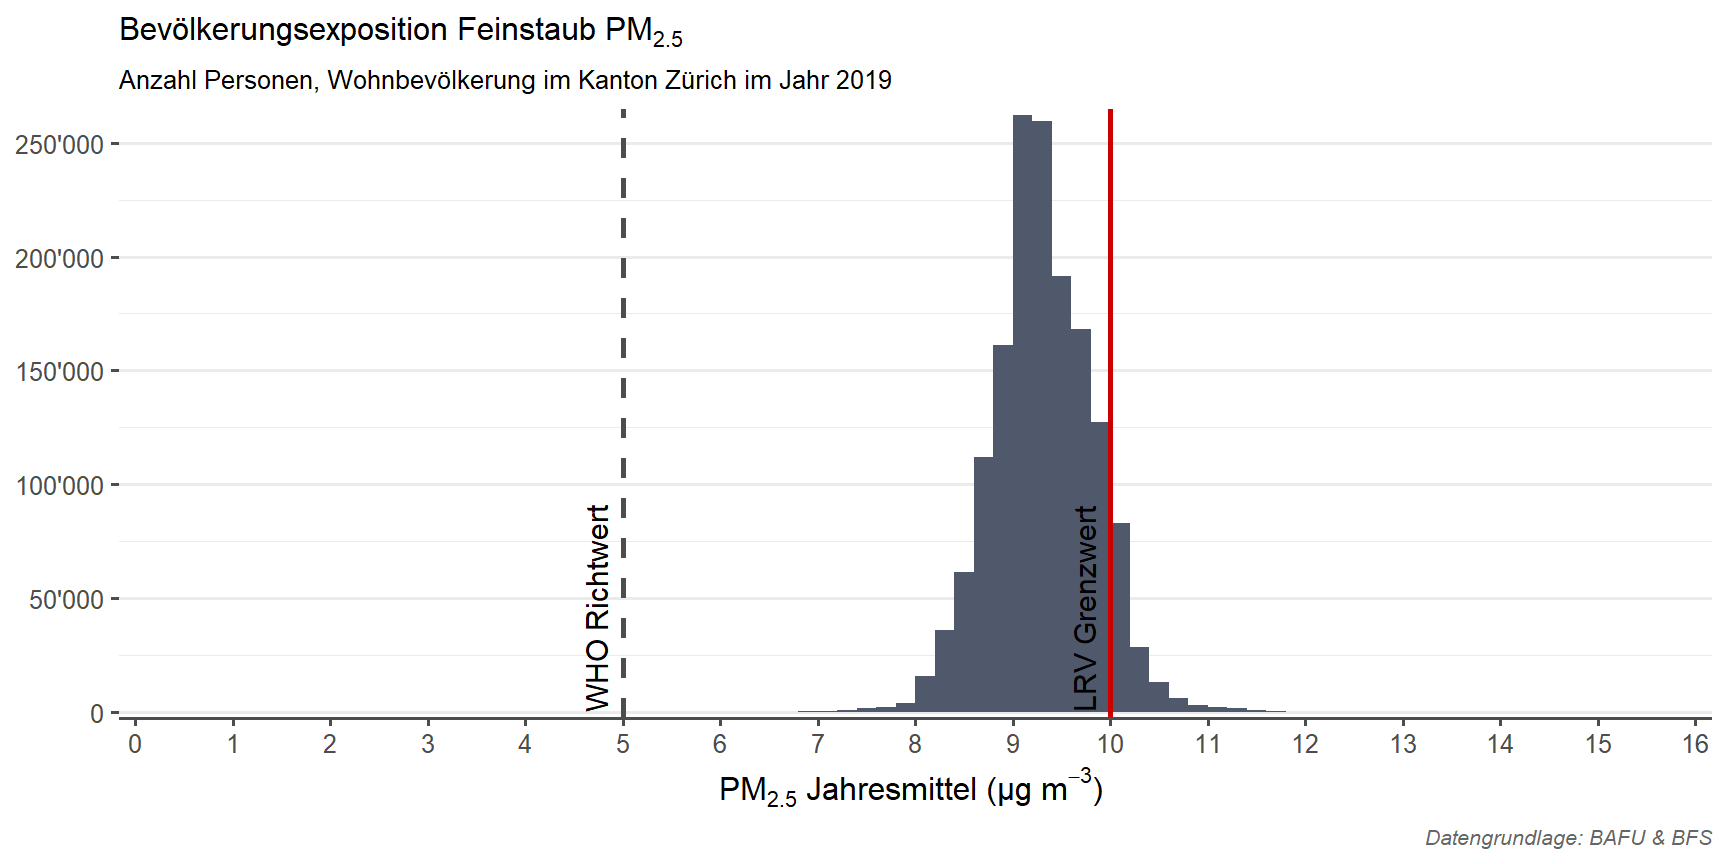 Bevölkerungsexposition Feinstaub PM2.5
Anzahl Personen, Wohnbevölkerung im Kanton Zürich im Jahr 2019
250'000
200'000
150'000
100'000
50'000
0
WHO Richtwert
LRV Grenzwert
0 1 2 3 4 5 6 7 8 9 10 11 12 13 14 15 16
PM2.5 Jahresmittel (µg m−3)
Datengrundlage: BAFU & BFS